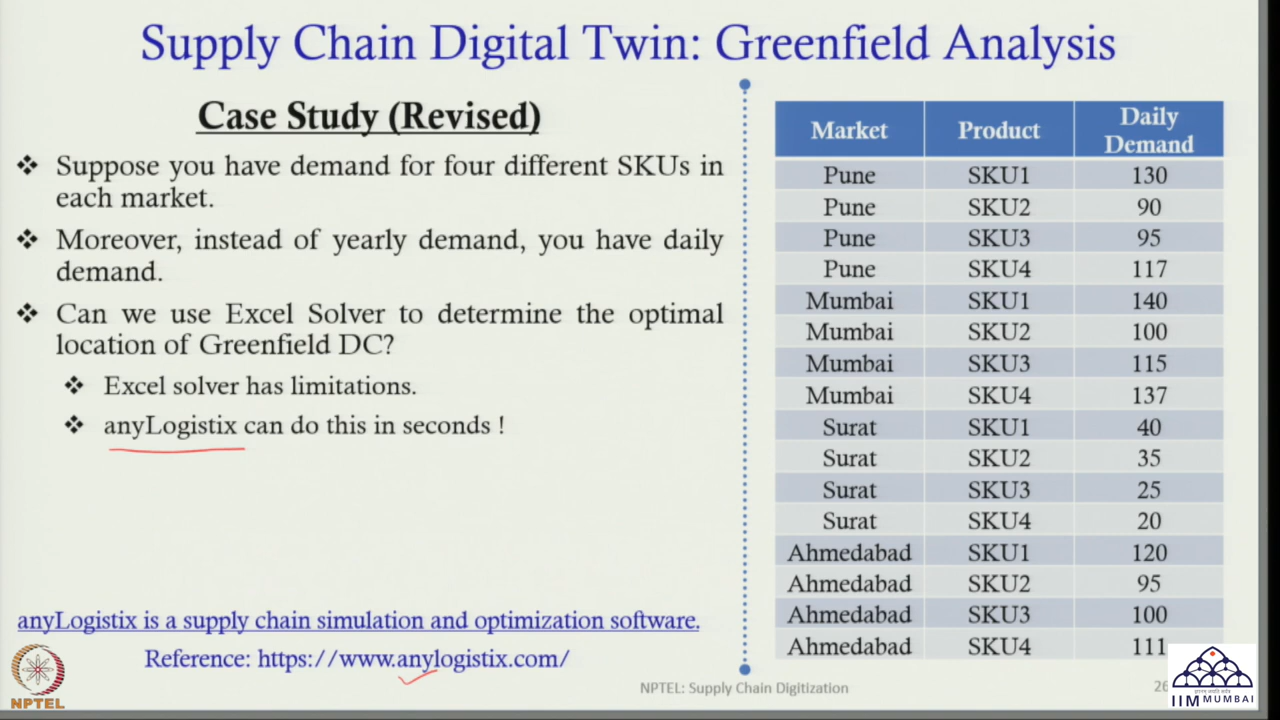 Supply Chain Digital Twin: Greenfield Analysis
Case Study (Revised)
❖ Suppose you have demand for four different SKUs in
each market.
❖ Moreover, instead of yearly demand, you have daily
demand.
❖ Can we use Excel Solver to determine the optimal
location of Greenfield DC?
❖ Excel solver has limitations.
❖ anyLogistix can do this in seconds !
anyLogistix is a supply chain simulation and optimization software.
Reference: https://www.anylogistix.com/
Market Product Daily
Demand
Pune SKU1 130
Pune SKU2 90
Pune SKU3 95
Pune SKU4 117
Mumbai SKU1 140
Mumbai SKU2 100
Mumbai SKU3 115
Mumbai SKU4 137
Surat SKU1 40
Surat SKU2 35
Surat SKU3 25
Surat SKU4 20
Ahmedabad SKU1 120
Ahmedabad SKU2 95
Ahmedabad SKU3 100
Ahmedabad SKU4 111
NPTEL
NPTEL: Supply Chain Digitization
IIM MUMBAI